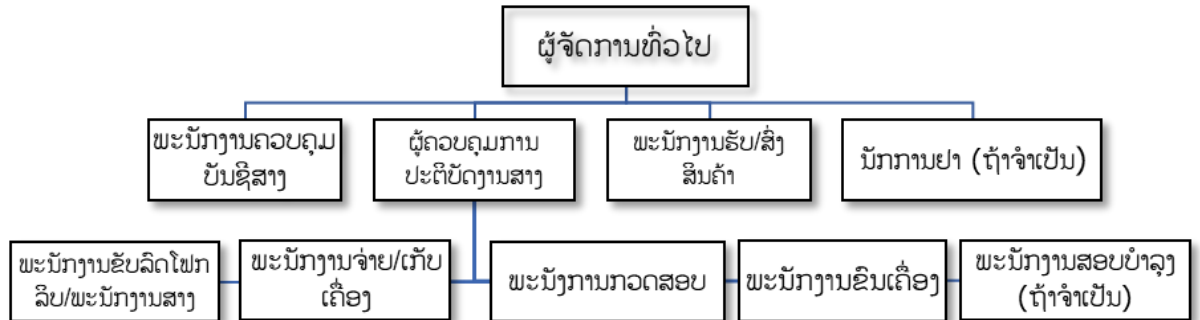 ຜູ້ຈັດການທົ່ວໄປ
ພະນັກງານຄວບຄຸມ
ບັນຊີສາງ
ຜູ້ຄວບຄຸມການ
ປະຕິບັດງານສາງ
ພະນັກງານຮັບ/ສົ່ງ
ສິນຄ້າ
ນັກການຢາ (ຖ້າຈຳເປັນ)
ພະນັກງານຂັບລົດໂຟກ
ລິບ/ພະນັກງານສາງ
ພະນັກງານຈ່າຍ/ເກັບ
ເຄື່ອງ
ພະນັງການກວດສອບ
ພະນັກງານຂົນເຄື່ອງ
ພະນັກງານສອບບຳລຸງ
(ຖ້າຈຳເປັນ)